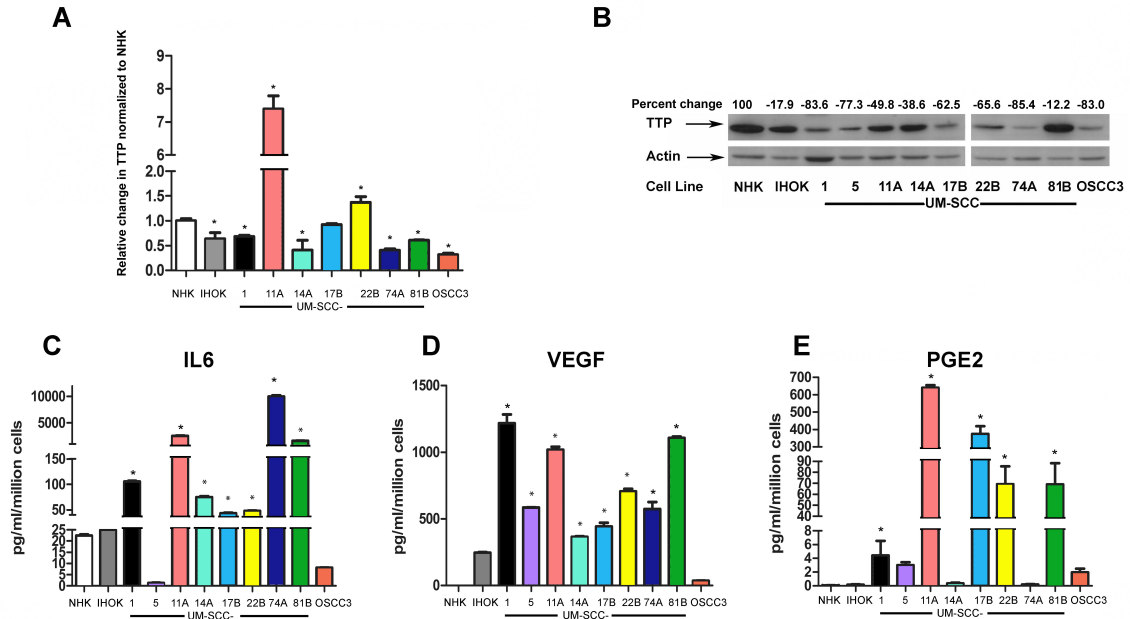 A
Relative change in TTP normalized to NHK
9
8
7
6
2.0
1.5
1.0
0.5
0.0
* * * * * * * *
NHK IHOK 1 11A 14A 17B 22B 74A 81B OSCC3
UM-SCC-
B
Percent change 100 -17.9 -83.6 -77.3 -49.8 -38.6 -62.5 -65.6 -85.4 -12.2 -83.0
TTP
Actin
Cell Line NHK IHOK 1 5 11A 14A 17B 22B 74A 81B OSCC3
UM-SCC
C
IL6
pg/ml/million cells
10000
5000
150
100
50
25
20
15
10
5
0
* * * * * * *
NHK IHOK 1 5 11A 14A 17B 22B 74A 81B OSCC3
UM-SCC-
D
VEGF
pg/ml/million cells
1500
1000
500
0
* * * * * * * *
NHK IHOK 1 5 11A 14A 17B 22B 74A 81B OSCC3
UM-SCC-
E
PGE2
pg/ml/million cells
700
600
500
400
300
90
80
70
60
50
40
8
6
4
2
0
* * * * *
NHK IHOK 1 5 11A 14A 17B 22B 74A 81B OSCC3
UM-SCC-